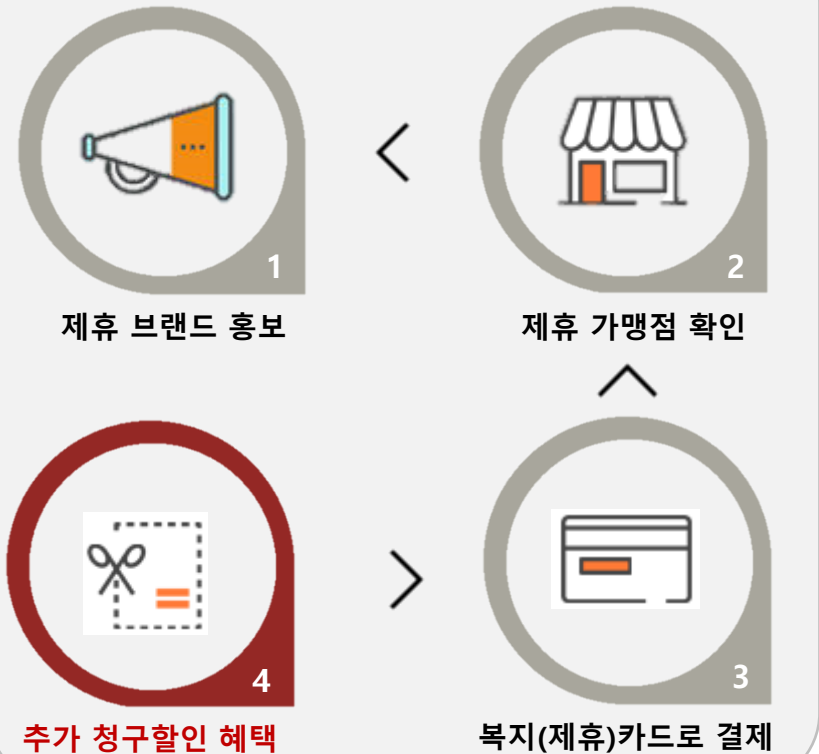 1
제휴 브랜드 홍보
2
제휴 가맹점 확인
3
복지(제휴)카드로 결제
4
추가 청구할인 혜택